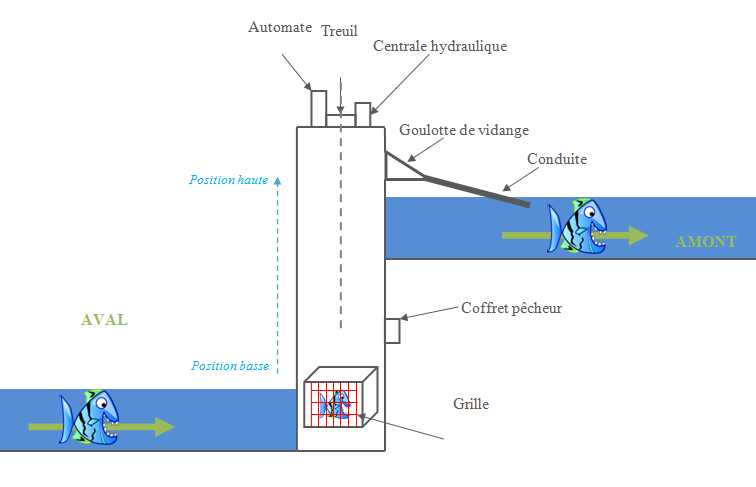 Automate
Treuil
Centrale hydraulique
Goulotte de vidange
Conduite
Position haute
AMONT
Coffret pêcheur
AVAL
Position basse
Grille